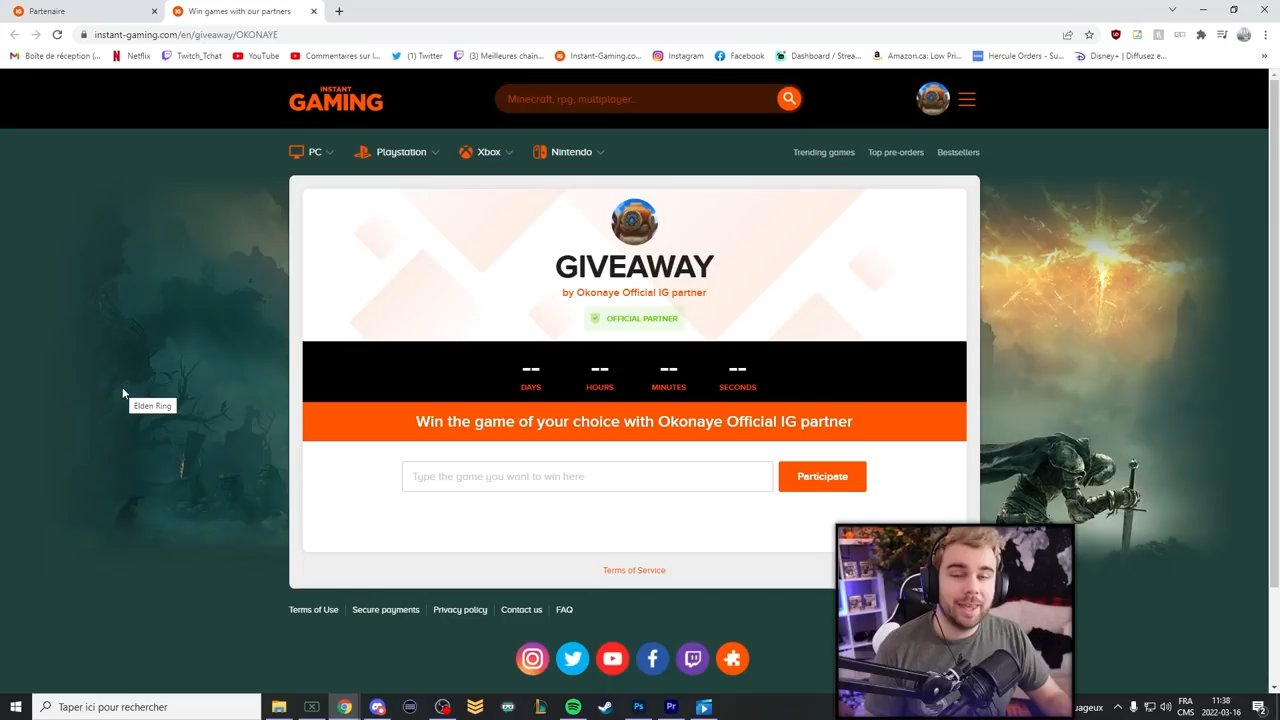 Partenaire
Win games with our partners
instant-gaming.com/en/giveaway/OKONAYE
Boîte de réception (...
Netflix
Twitch_Tchat
YouTube
Commentaires sur l...
(1) Twitter
(3) Meilleures chaîn...
Instant-Gaming.com...
Instagram
Facebook
Dashboard / Strea...
Amazon.ca: Low Pri...
Hercule Orders - Su...
Disney+ | Diffusez e...
INSTANT
GAMING
Minecraft, rpg, multiplayer..
PC
Playstation
Xbox
Nintendo
Trending games
Top pre-orders
Bestsellers
GIVEAWAY
by Okonaye Official IG partner
OFFICIAL PARTNER
-- -- -- --
DAYS
HOURS
MINUTES
SECONDS
Elden Ring
Win the game of your choice with Okonaye Official IG partner
Type the game you want to win here
Participate
Terms of Service
Terms of Use
Secure payments
Privacy policy
Contact us
FAQ
Taper ici pour rechercher
uageux
FRA
CMS
11:38
2022-03-16